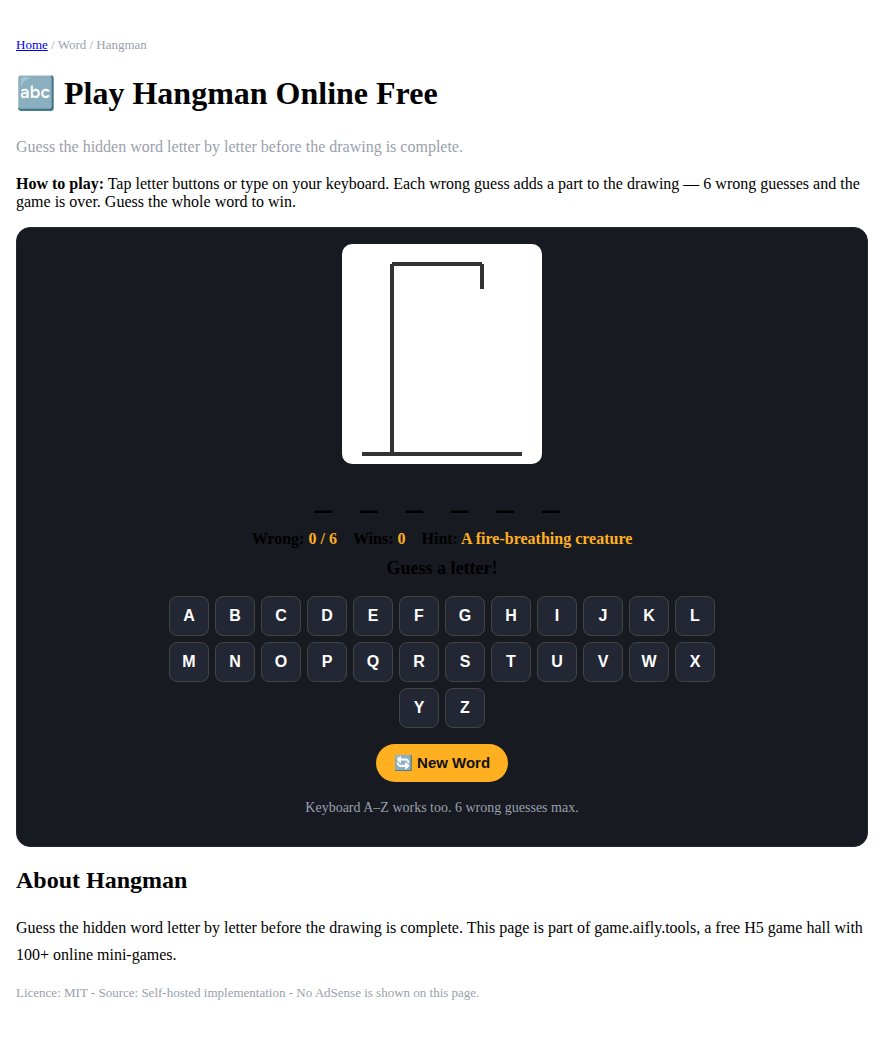 Home / Word / Hangman
🔤 Play Hangman Online Free
Guess the hidden word letter by letter before the drawing is complete.
How to play: Tap letter buttons or type on your keyboard. Each wrong guess adds a part to the drawing — 6 wrong guesses and the
game is over. Guess the whole word to win.
_ _ _ _ _ _
Wrong: 0 / 6 Wins: 0 Hint: A fire-breathing creature
Guess a letter!
A B C D E F G H I J K L
M N O P Q R S T U V W X
Y Z
🔄 New Word
Keyboard A–Z works too. 6 wrong guesses max.
About Hangman
Guess the hidden word letter by letter before the drawing is complete. This page is part of game.aifly.tools, a free H5 game hall with
100+ online mini-games.
Licence: MIT - Source: Self-hosted implementation - No AdSense is shown on this page.